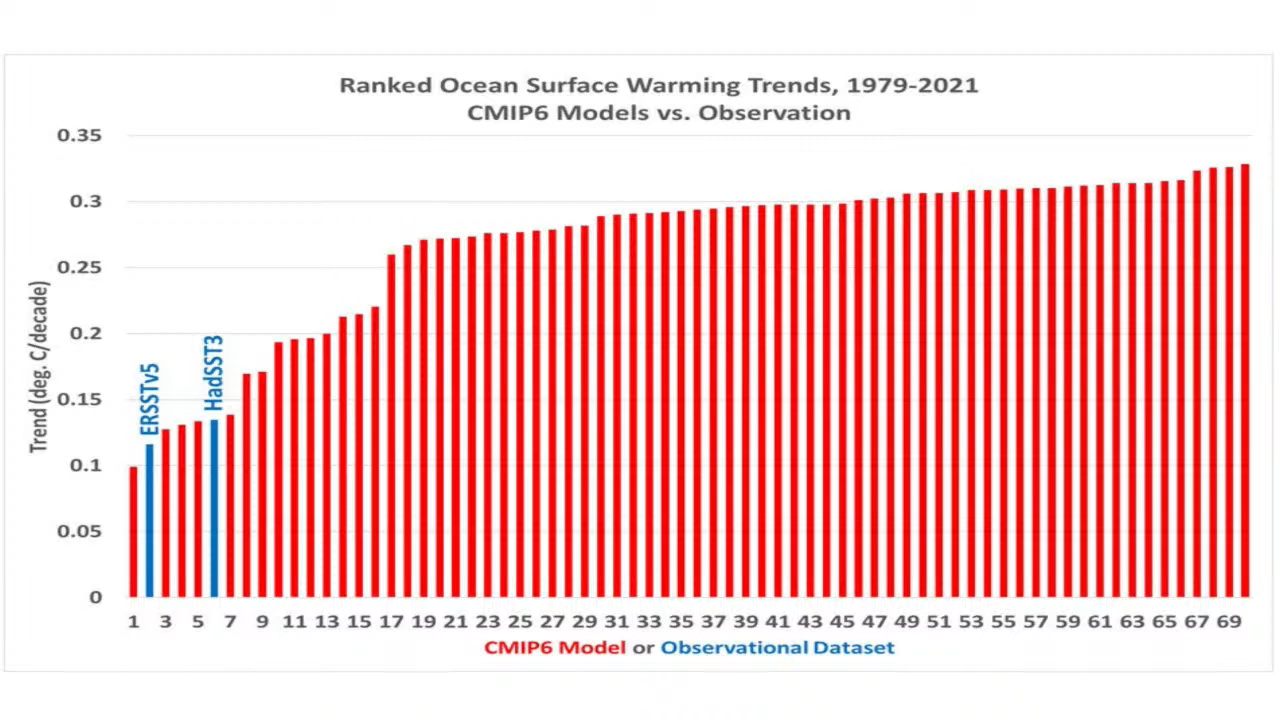 Ranked Ocean Surface Warming Trends, 1979-2021
CMIP6 Models vs. Observation
0.35
0.3
0.25
0.2
0.15
0.1
0.05
0
Trend (deg. C/decade)
ERSSTv5
HadSST3
1 3 5 7 9 11 13 15 17 19 21 23 25 27 29 31 33 35 37 39 41 43 45 47 49 51 53 55 57 59 61 63 65 67 69
CMIP6 Model or Observational Dataset